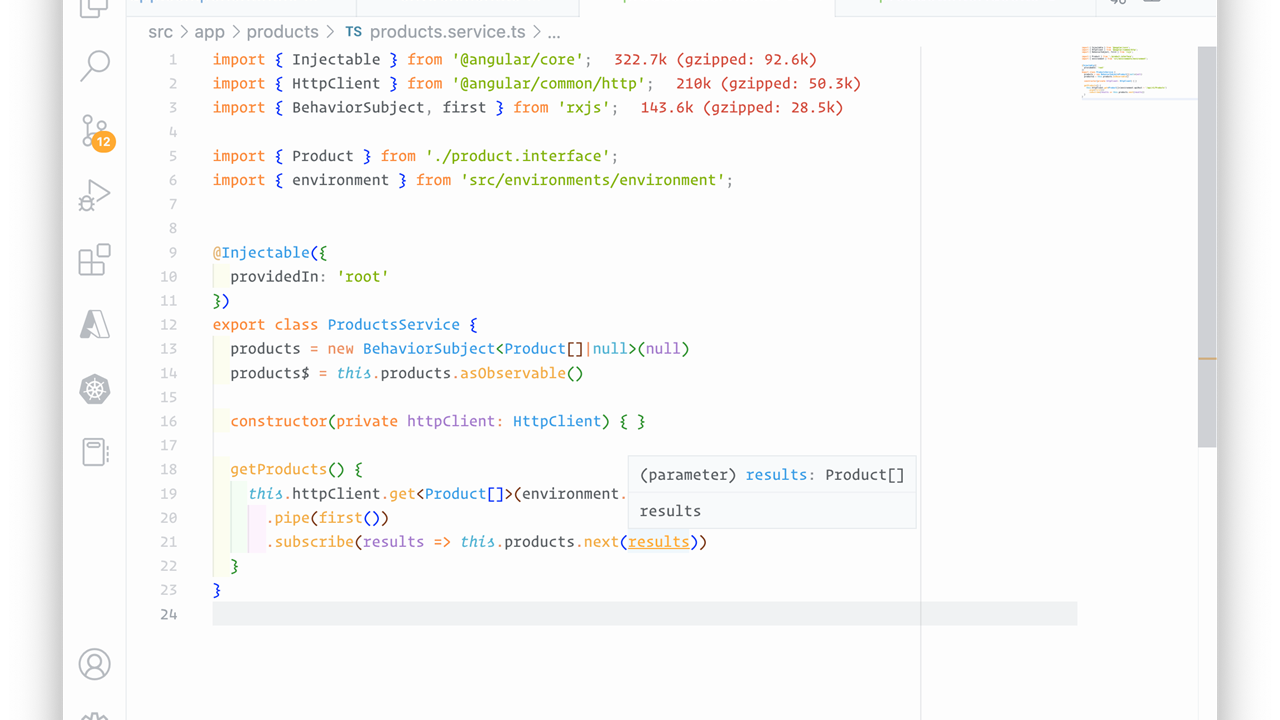 src > app > products > TS products.service.ts > ...
1 import { Injectable } from '@angular/core'; 322.7k (gzipped: 92.6k)
2 import { HttpClient } from '@angular/common/http'; 210k (gzipped: 50.3k)
3 import { BehaviorSubject, first } from 'rxjs'; 143.6k (gzipped: 28.5k)
4
5 import { Product } from './product.interface';
6 import { environment } from 'src/environments/environment';
7
8
9 @Injectable({
10 providedIn: 'root'
11 })
12 export class ProductsService {
13 products = new BehaviorSubject<Product[]|null>(null)
14 products$ = this.products.asObservable()
15
16 constructor(private httpClient: HttpClient) { }
17
18 getProducts() {
(parameter) results: Product[]
19 this.httpClient.get<Product[]>(environment.
results
20 .pipe(first())
21 .subscribe(results => this.products.next(results))
22 }
23 }
24
12